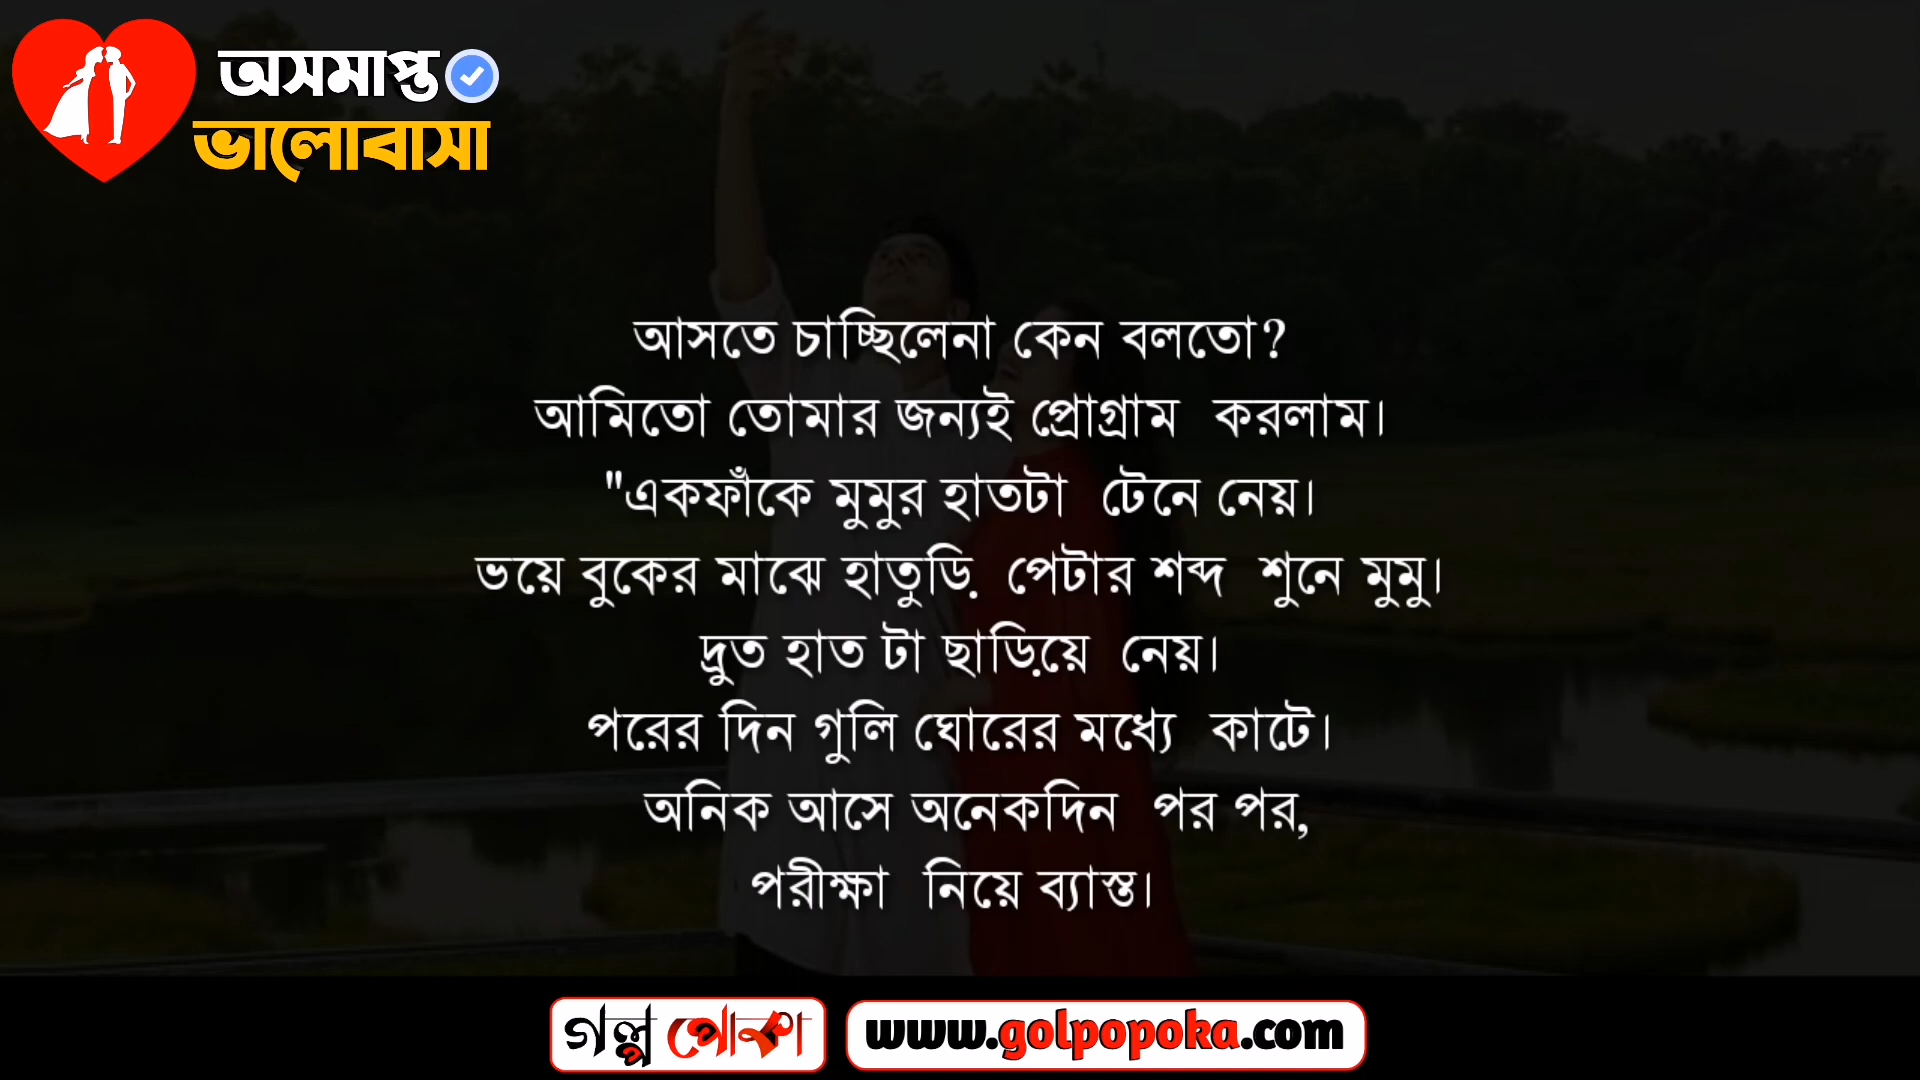 অসমাপ্ত
ভালোবাসা
আসতে চাচ্ছিলেনা কেন বলতো?
আমিতো তোমার জন্যই প্রোগ্রাম করলাম।
"একফাঁকে মুমুর হাতটা টেনে নেয়।
ভয়ে বুকের মাঝে হাতুড়ি পেটার শব্দ শুনে মুমু।
দ্রুত হাত টা ছাড়িয়ে নেয়।
পরের দিন গুলি ঘোরের মধ্যে কাটে।
অনিক আসে অনেকদিন পর পর,
পরীক্ষা নিয়ে ব্যাস্ত।
গল্প পোকা
www.golpopoka.com